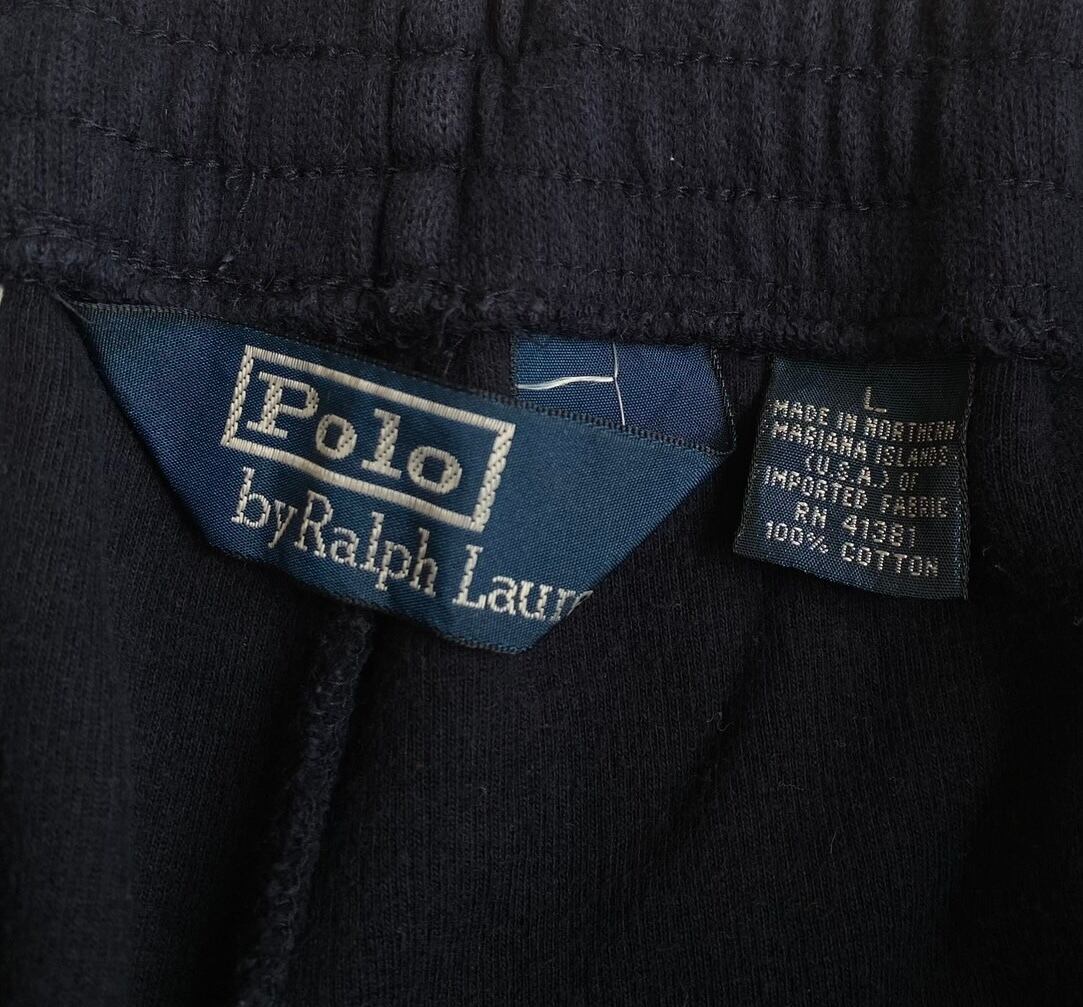 Polo
by Ralph Laur
L
MADE IN NORTHERN
MARIANA ISLANDS
(U.S.A.) OF
IMPORTED FABRIC
RN 41381
100% COTTON